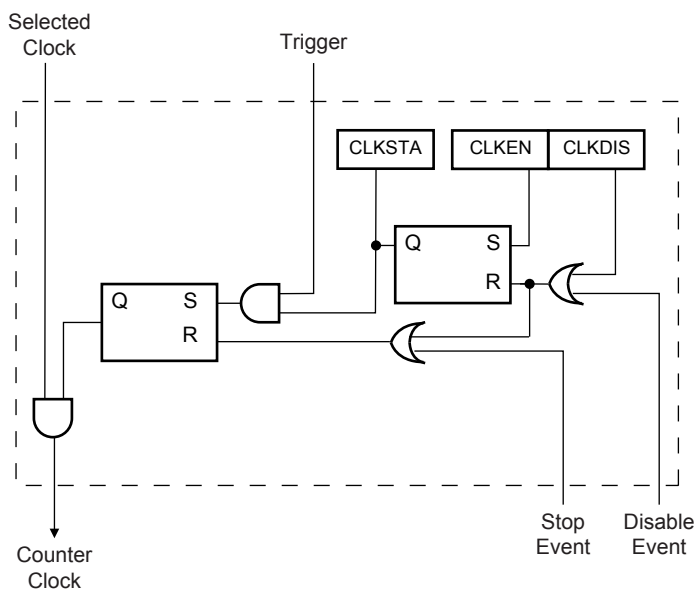 Selected
Clock
Trigger
CLKSTA
CLKEN
CLKDIS
Q
S
R
Q
S
R
Counter
Clock
Stop
Event
Disable
Event